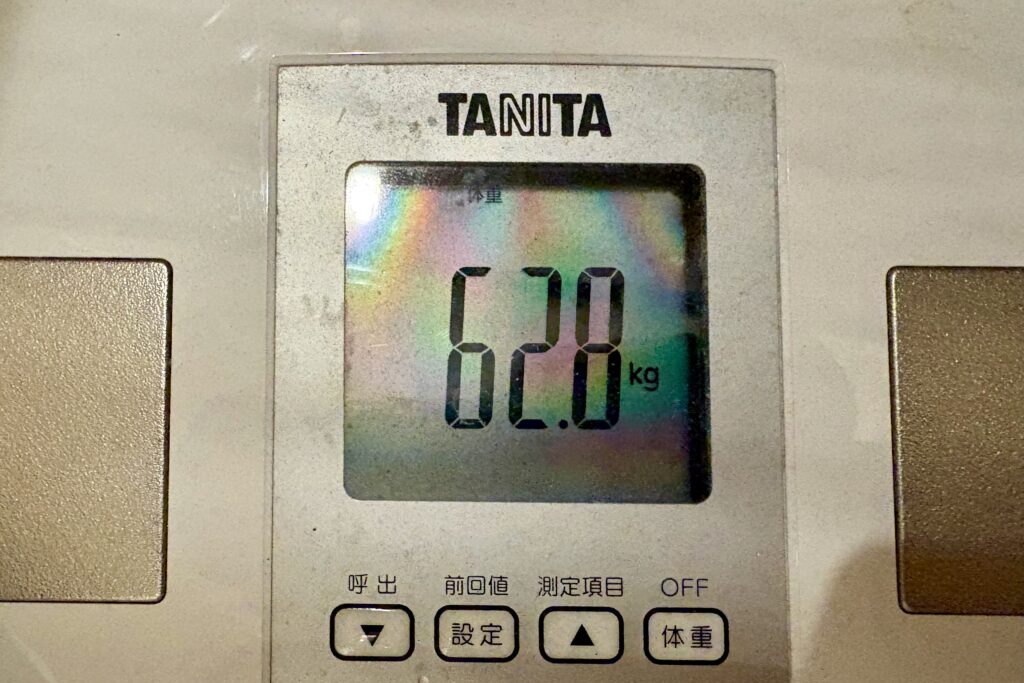 TANITA
体重
62.8 kg
呼出 前回値 測定項目 OFF
▼ 設定 ▲ 体重